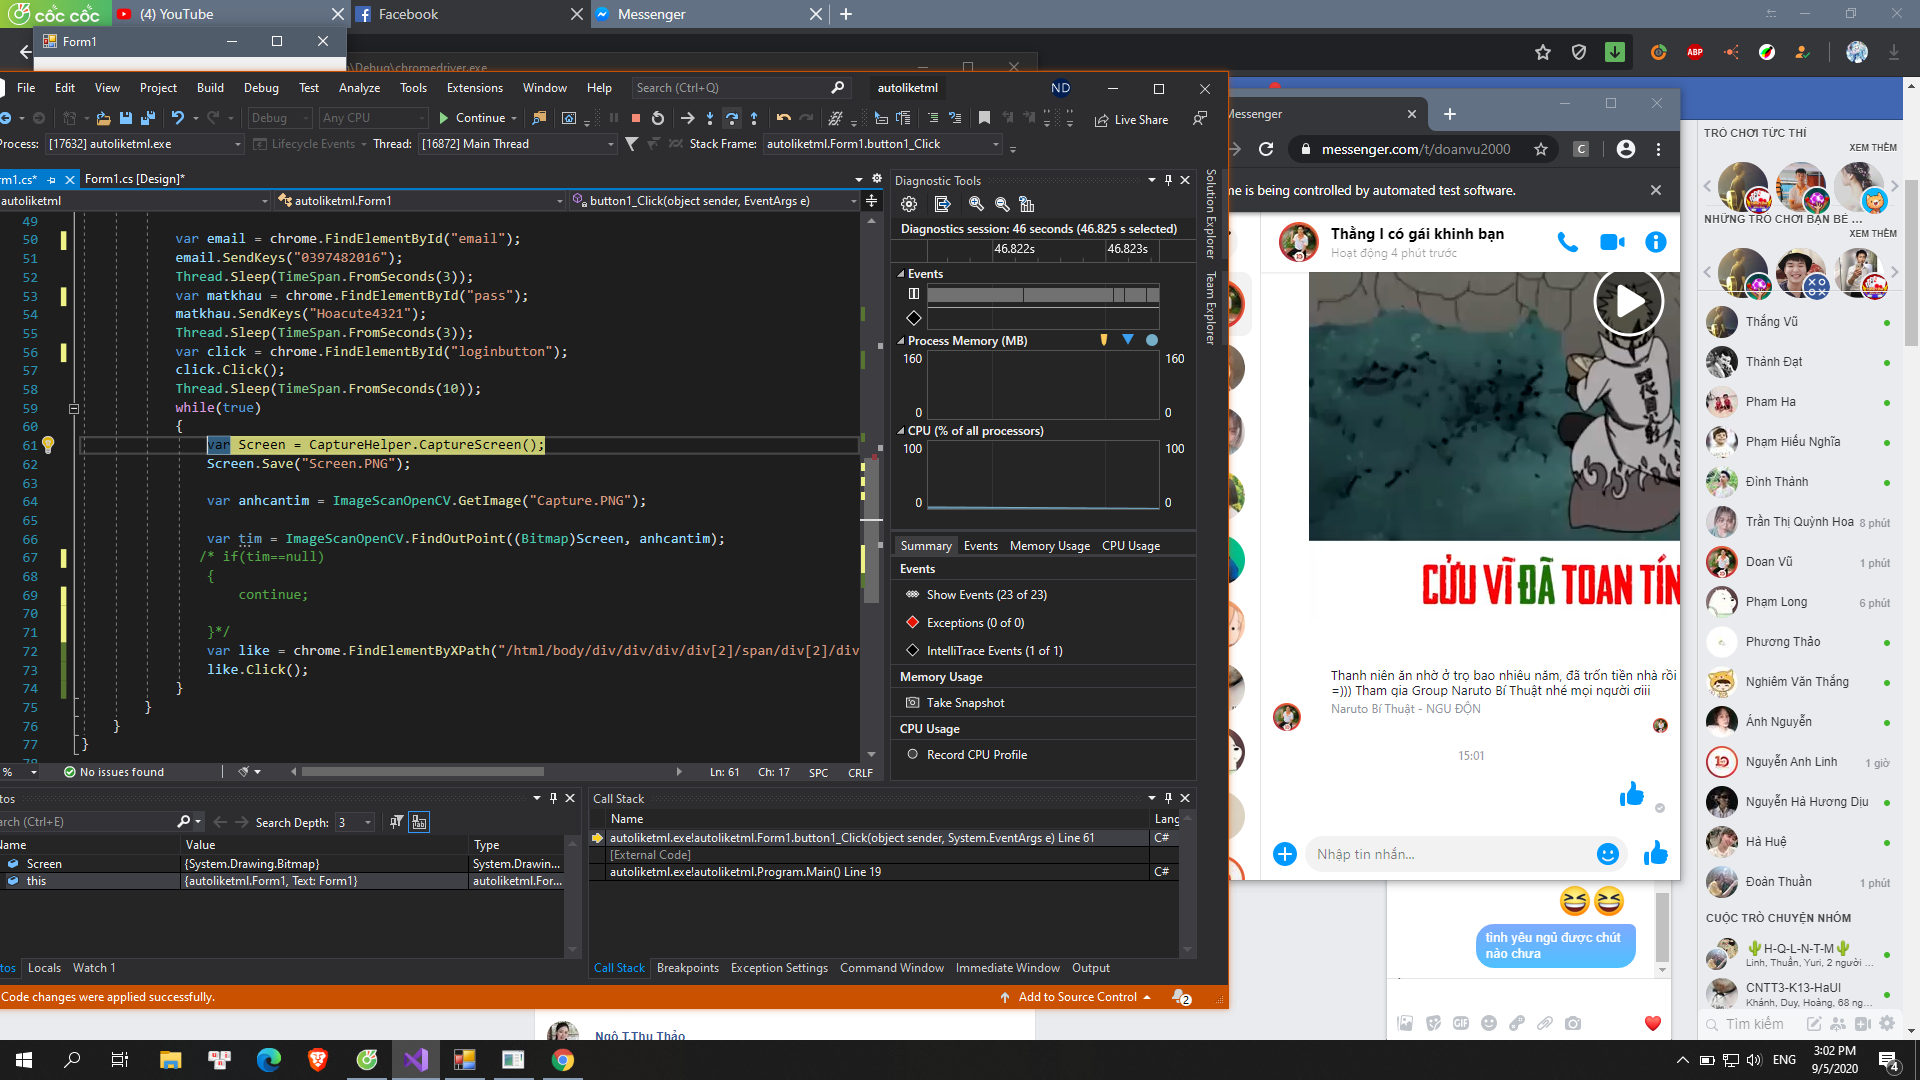 cốc cốc
(4) YouTube
Facebook
Messenger
Form1
\Debug\chromedriver.exe
File Edit View Project Build Debug Test Analyze Tools Extensions Window Help
Search (Ctrl+Q)
autoliketml
ND
Debug
Any CPU
Continue
Live Share
Process: [17632] autoliketml.exe
Lifecycle Events
Thread: [16872] Main Thread
Stack Frame: autoliketml.Form1.button1_Click
rm1.cs*
Form1.cs [Design]*
autoliketml
autoliketml.Form1
button1_Click(object sender, EventArgs e)
49
50 var email = chrome.FindElementById("email");
51 email.SendKeys("0397482016");
52 Thread.Sleep(TimeSpan.FromSeconds(3));
53 var matkhau = chrome.FindElementById("pass");
54 matkhau.SendKeys("Hoacute4321");
55 Thread.Sleep(TimeSpan.FromSeconds(3));
56 var click = chrome.FindElementById("loginbutton");
57 click.Click();
58 Thread.Sleep(TimeSpan.FromSeconds(10));
59 while(true)
60 {
61 var Screen = CaptureHelper.CaptureScreen();
62 Screen.Save("Screen.PNG");
63
64 var anhcantim = ImageScanOpenCV.GetImage("Capture.PNG");
65
66 var tim = ImageScanOpenCV.FindOutPoint((Bitmap)Screen, anhcantim);
67 /* if(tim==null)
68 {
69 continue;
70
71 }*/
72 var like = chrome.FindElementByXPath("/html/body/div/div/div/div[2]/span/div[2]/div
73 like.Click();
74 }
75 }
76 }
77 }
78
%
No issues found
Ln: 61 Ch: 17 SPC CRLF
Diagnostic Tools
Diagnostics session: 46 seconds (46.825 s selected)
46.822s
46.823s
Events
Process Memory (MB)
160 160
0 0
CPU (% of all processors)
100 100
0 0
Summary Events Memory Usage CPU Usage
Events
Show Events (23 of 23)
Exceptions (0 of 0)
IntelliTrace Events (1 of 1)
Memory Usage
Take Snapshot
CPU Usage
Record CPU Profile
Solution Explorer
Team Explorer
tos
arch (Ctrl+E)
Search Depth: 3
Name Value Type
Screen {System.Drawing.Bitmap} System.Drawin...
this {autoliketml.Form1, Text: Form1} autoliketml.For...
tos Locals Watch 1
Call Stack
Name Lang
autoliketml.exe!autoliketml.Form1.button1_Click(object sender, System.EventArgs e) Line 61 C#
[External Code]
autoliketml.exe!autoliketml.Program.Main() Line 19 C#
Call Stack Breakpoints Exception Settings Command Window Immediate Window Output
Code changes were applied successfully.
Add to Source Control
2
ABP
Messenger
messenger.com/t/doanvu2000
C
me is being controlled by automated test software.
Thằng l có gái khinh bạn
Hoạt động 4 phút trước
CỬU VĨ ĐÃ TOAN TÍN
Thanh niên ăn nhờ ở trọ bao nhiêu năm, đã trốn tiền nhà rồi
=))) Tham gia Group Naruto Bí Thuật nhé mọi người ơiii
Naruto Bí Thuật - NGU ĐỘN
15:01
Nhập tin nhắn...
tình yêu ngủ được chút
nào chưa
GIF
Ngô T.Thu Thảo
TRÒ CHƠI TỨC THÌ
XEM THÊM
NHỮNG TRÒ CHƠI BẠN BÈ ...
XEM THÊM
Thắng Vũ
Thành Đạt
Pham Ha
Phạm Hiếu Nghĩa
Đình Thành
Trần Thị Quỳnh Hoa 8 phút
Doan Vũ 1 phút
Phạm Long 6 phút
Phương Thảo
Nghiêm Văn Thắng
Ánh Nguyễn
Nguyễn Anh Linh 1 giờ
Nguyễn Hà Hương Dịu
Hà Huệ
Đoàn Thuần 1 phút
CUỘC TRÒ CHUYỆN NHÓM
H-Q-L-N-T-M
Linh, Thuần, Yuri, 2 người ...
CNTT3-K13-HaUI
Khánh, Duy, Hoàng, 68 ng...
Tìm kiếm
ENG
3:02 PM
9/5/2020
4